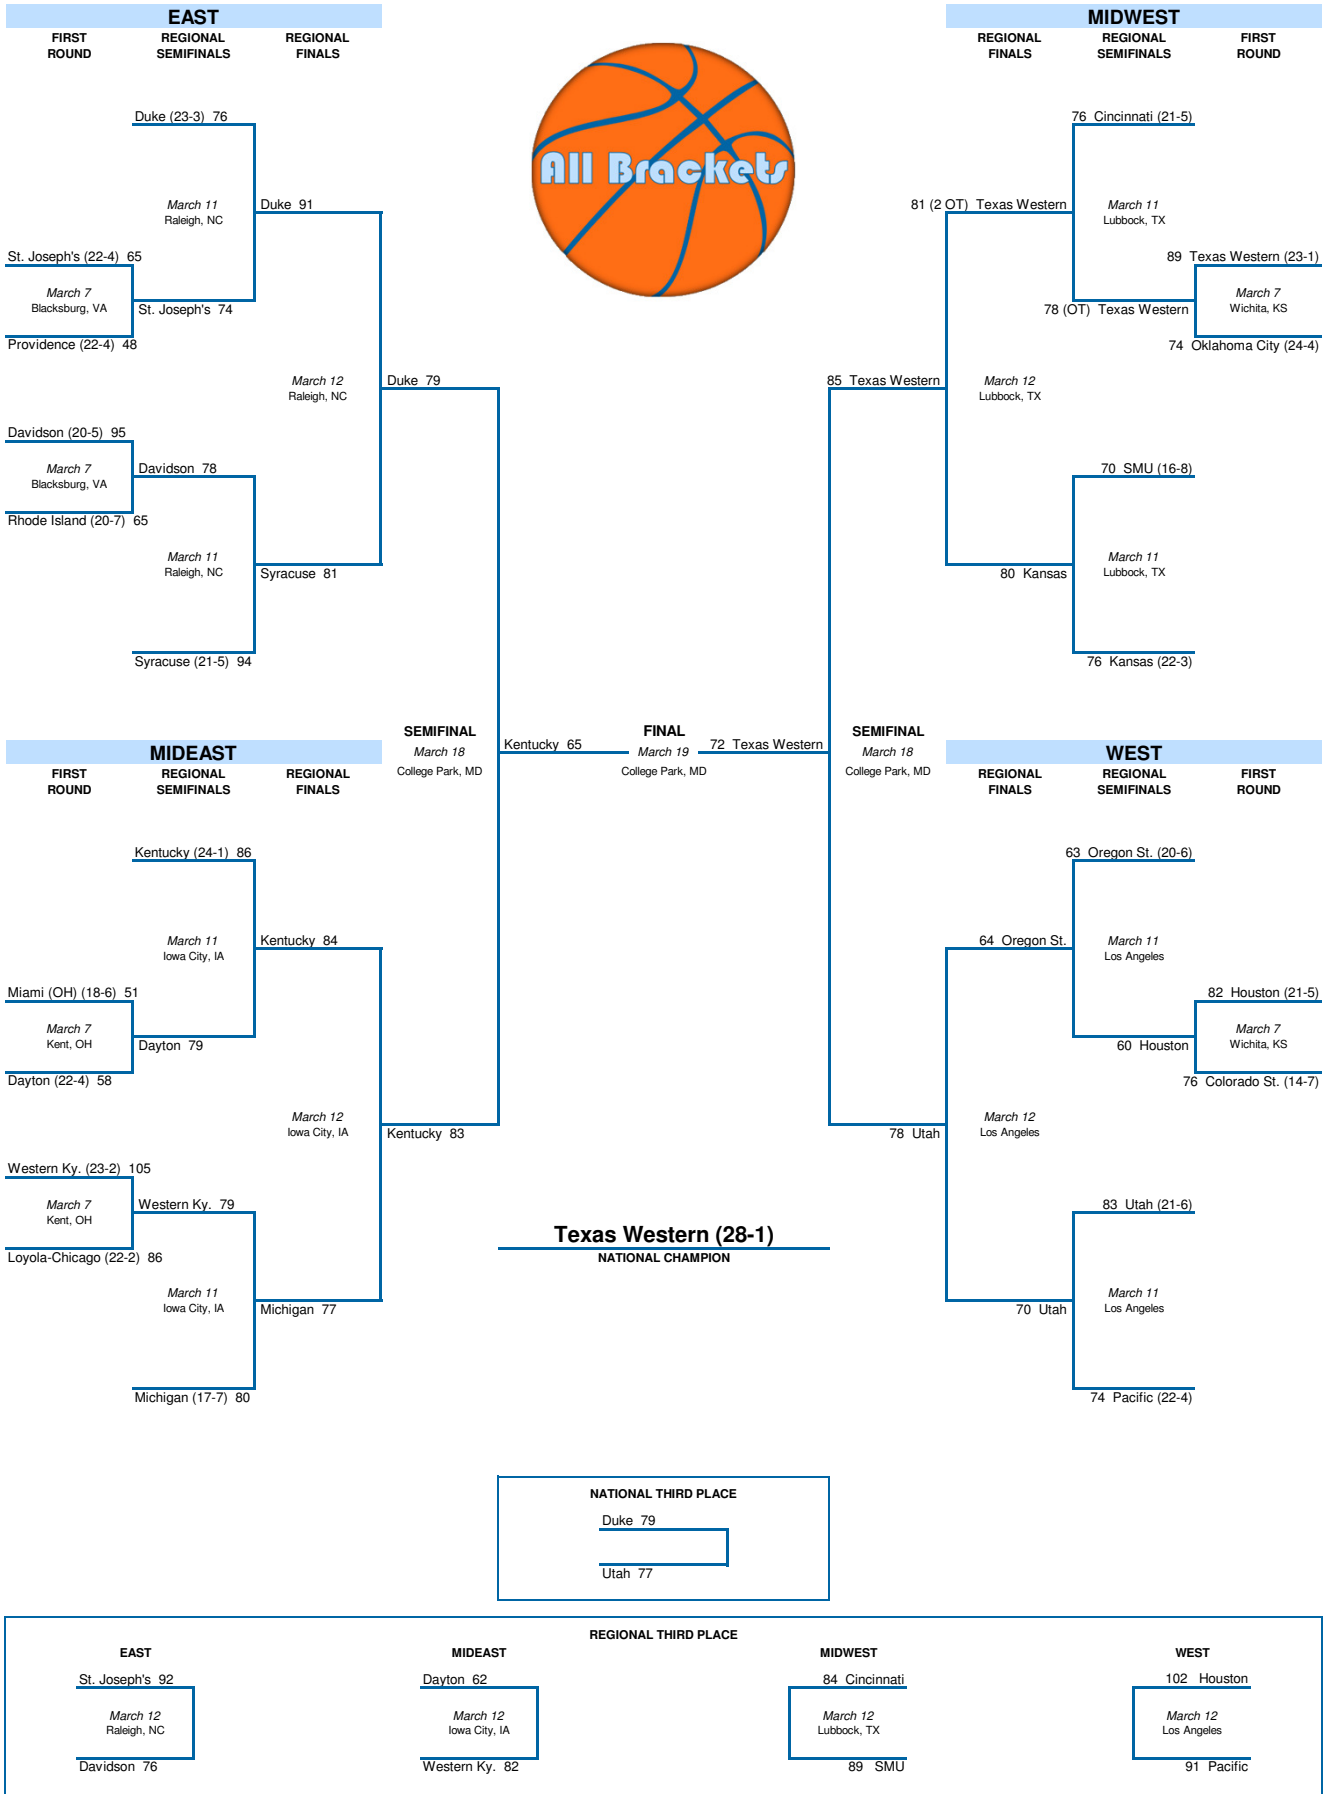 EAST
FIRST ROUND
REGIONAL SEMIFINALS
REGIONAL FINALS
Duke (23-3) 76
March 11
Raleigh, NC
Duke 91
St. Joseph's (22-4) 65
March 7
Blacksburg, VA
St. Joseph's 74
Providence (22-4) 48
March 12
Raleigh, NC
Duke 79
Davidson (20-5) 95
March 7
Blacksburg, VA
Davidson 78
Rhode Island (20-7) 65
March 11
Raleigh, NC
Syracuse 81
Syracuse (21-5) 94
All Brackets
MIDWEST
REGIONAL FINALS
REGIONAL SEMIFINALS
FIRST ROUND
76 Cincinnati (21-5)
81 (2 OT) Texas Western
March 11
Lubbock, TX
89 Texas Western (23-1)
78 (OT) Texas Western
March 7
Wichita, KS
74 Oklahoma City (24-4)
85 Texas Western
March 12
Lubbock, TX
70 SMU (16-8)
March 11
Lubbock, TX
80 Kansas
76 Kansas (22-3)
SEMIFINAL
March 18
College Park, MD
Kentucky 65
FINAL
March 19
College Park, MD
72 Texas Western
SEMIFINAL
March 18
College Park, MD
MIDEAST
FIRST ROUND
REGIONAL SEMIFINALS
REGIONAL FINALS
Kentucky (24-1) 86
March 11
Iowa City, IA
Kentucky 84
Miami (OH) (18-6) 51
March 7
Kent, OH
Dayton 79
Dayton (22-4) 58
March 12
Iowa City, IA
Kentucky 83
Western Ky. (23-2) 105
March 7
Kent, OH
Western Ky. 79
Loyola-Chicago (22-2) 86
March 11
Iowa City, IA
Michigan 77
Michigan (17-7) 80
WEST
REGIONAL FINALS
REGIONAL SEMIFINALS
FIRST ROUND
63 Oregon St. (20-6)
64 Oregon St.
March 11
Los Angeles
82 Houston (21-5)
60 Houston
March 7
Wichita, KS
76 Colorado St. (14-7)
78 Utah
March 12
Los Angeles
83 Utah (21-6)
March 11
Los Angeles
70 Utah
74 Pacific (22-4)
Texas Western (28-1)
NATIONAL CHAMPION
NATIONAL THIRD PLACE
Duke 79
Utah 77
REGIONAL THIRD PLACE
EAST
St. Joseph's 92
March 12
Raleigh, NC
Davidson 76
MIDEAST
Dayton 62
March 12
Iowa City, IA
Western Ky. 82
MIDWEST
84 Cincinnati
March 12
Lubbock, TX
89 SMU
WEST
102 Houston
March 12
Los Angeles
91 Pacific